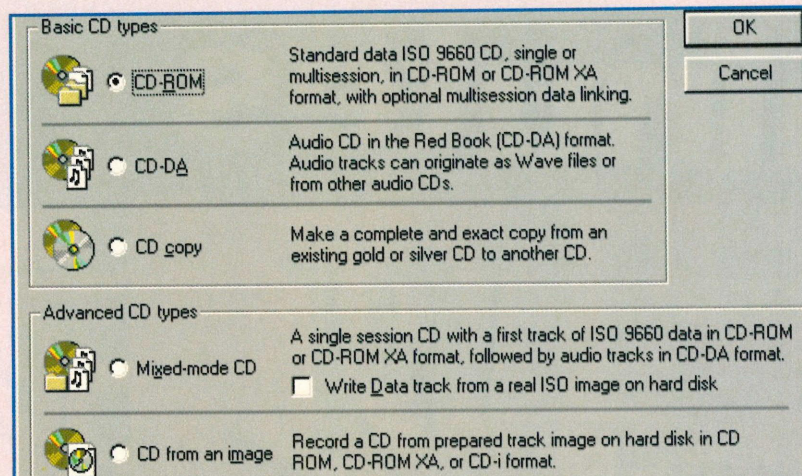 Basic CD types
OK
Cancel
CD-ROM
Standard data ISO 9660 CD, single or
multisession, in CD-ROM or CD-ROM XA
format, with optional multisession data linking.
CD-DA
Audio CD in the Red Book (CD-DA) format.
Audio tracks can originate as Wave files or
from other audio CDs.
CD copy
Make a complete and exact copy from an
existing gold or silver CD to another CD.
Advanced CD types
Mixed-mode CD
A single session CD with a first track of ISO 9660 data in CD-ROM
or CD-ROM XA format, followed by audio tracks in CD-DA format.
Write Data track from a real ISO image on hard disk
CD from an image
Record a CD from prepared track image on hard disk in CD
ROM, CD-ROM XA, or CD-i format.